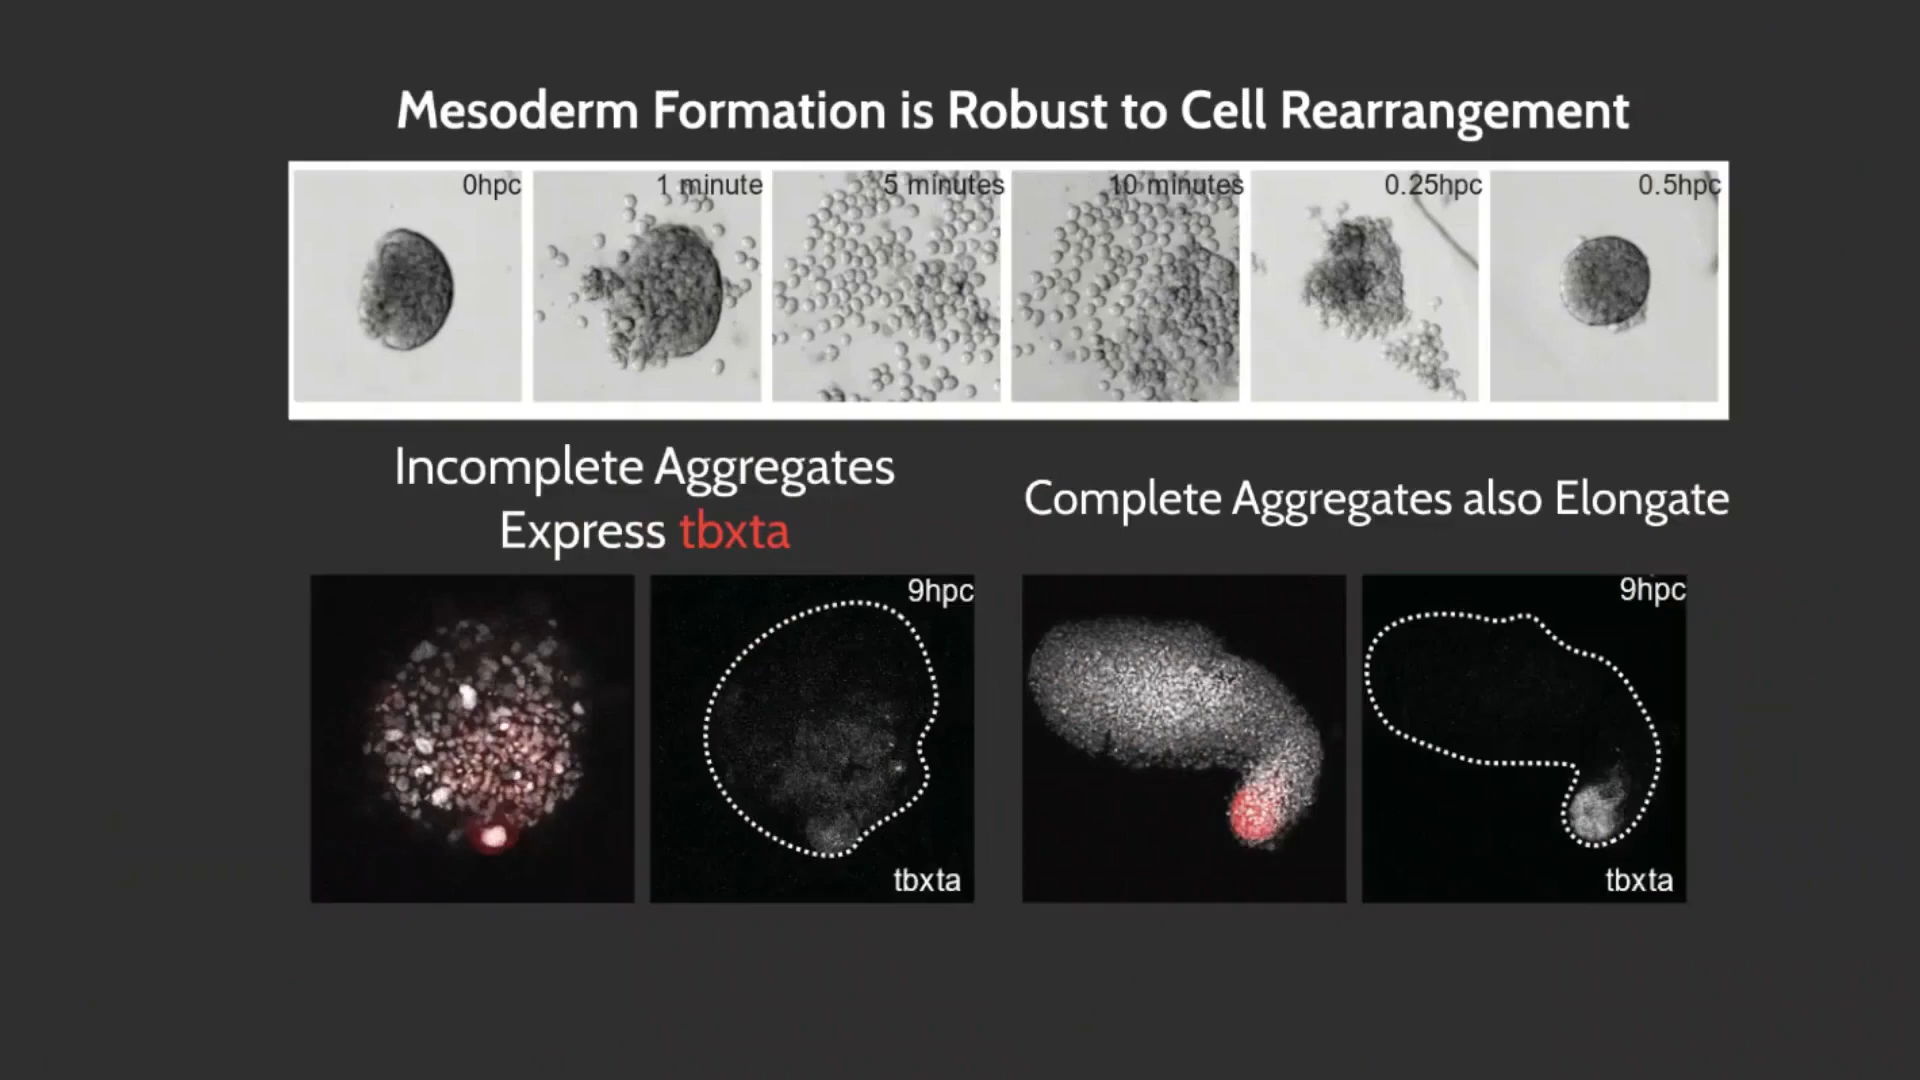 Mesoderm Formation is Robust to Cell Rearrangement
0hpc
1 minute
5 minutes
10 minutes
0.25hpc
0.5hpc
Incomplete Aggregates
Express tbxta
Complete Aggregates also Elongate
9hpc
tbxta
9hpc
tbxta